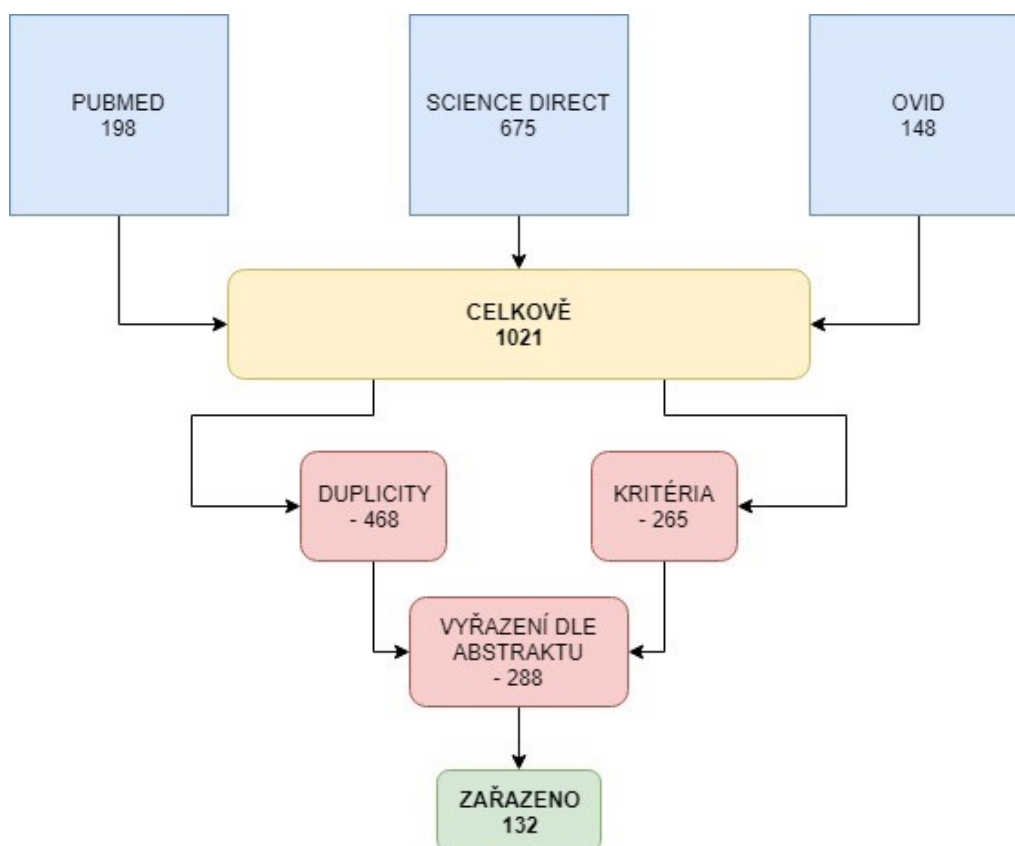 PUBMED
198
SCIENCE DIRECT
675
OVID
148
CELKOVĚ
1021
DUPLICITY
- 468
KRITÉRIA
- 265
VYŘAZENÍ DLE
ABSTRAKTU
- 288
ZAŘAZENO
132